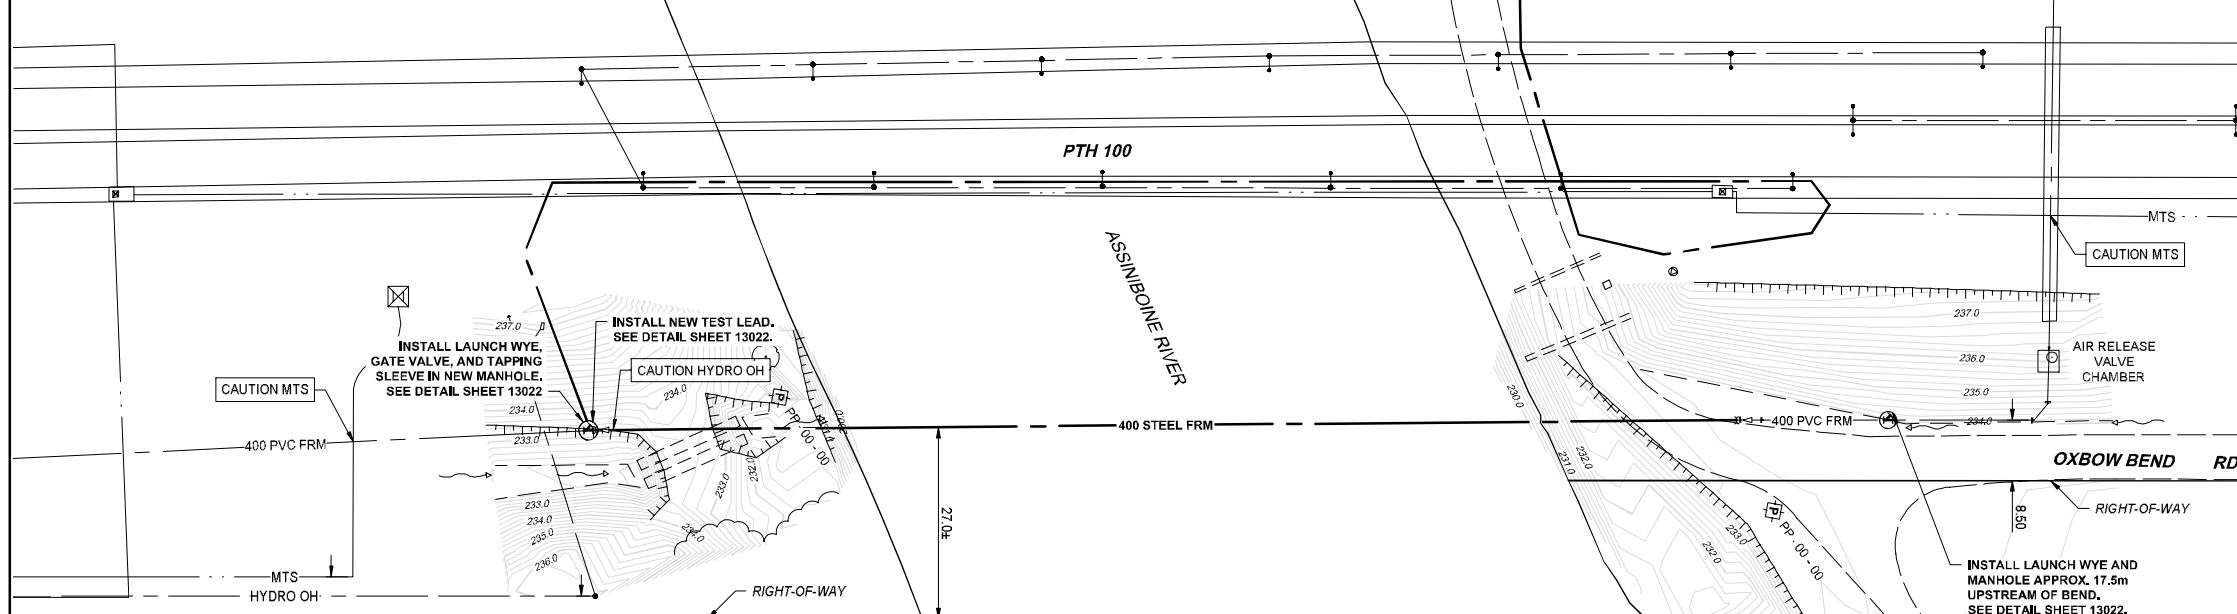 PTH 100
MTS
CAUTION MTS
ASSINIBOINE RIVER
237.0
INSTALL NEW TEST LEAD.
SEE DETAIL SHEET 13022.
237.0
INSTALL LAUNCH WYE,
GATE VALVE, AND TAPPING
SLEEVE IN NEW MANHOLE.
SEE DETAIL SHEET 13022
CAUTION HYDRO OH
AIR RELEASE
VALVE
CHAMBER
236.0
CAUTION MTS
234.0
235.0
230.0
234.0
P
PP - 00 - 00
400 STEEL FRM
400 PVC FRM
234.0
233.0
400 PVC FRM
231.0
232.0
OXBOW BEND RD
232.0
233.0
233.0
234.0
235.0
236.0
27.0±
8.50
RIGHT-OF-WAY
P
PP - 00 - 00
233.0
232.0
MTS
HYDRO OH
RIGHT-OF-WAY
INSTALL LAUNCH WYE AND
MANHOLE APPROX. 17.5m
UPSTREAM OF BEND.
SEE DETAIL SHEET 13022.